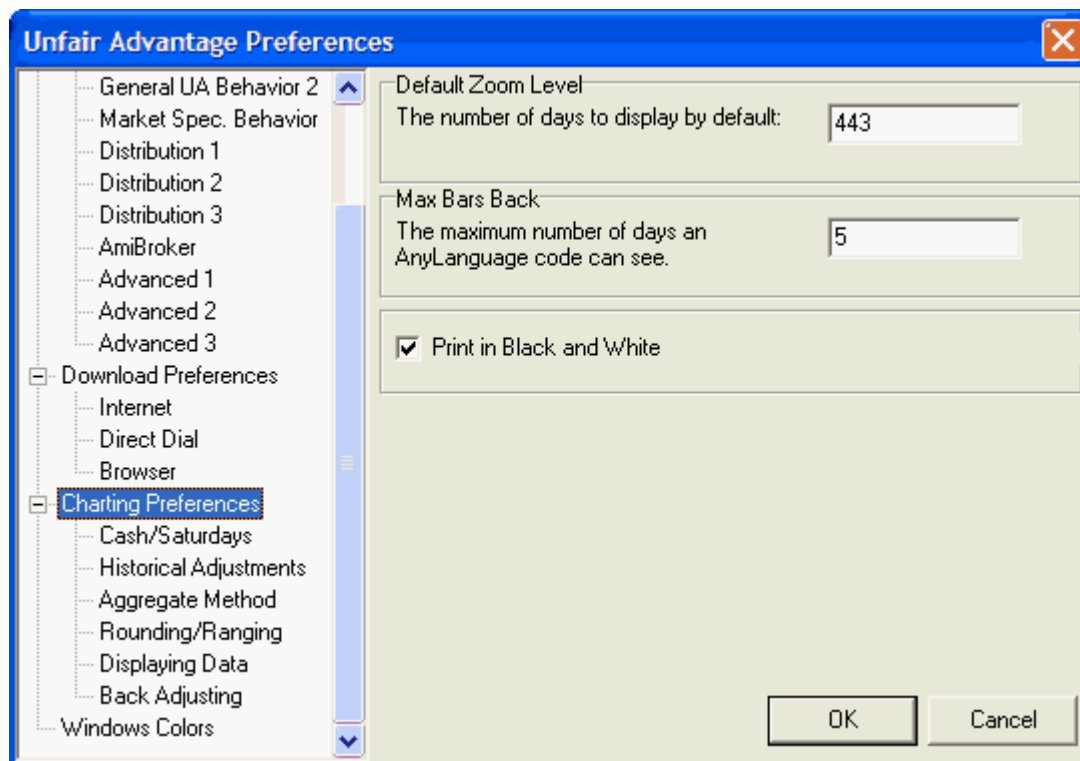 Unfair Advantage Preferences
General UA Behavior 2
Market Spec. Behavior
Distribution 1
Distribution 2
Distribution 3
AmiBroker
Advanced 1
Advanced 2
Advanced 3
Download Preferences
Internet
Direct Dial
Browser
Charting Preferences
Cash/Saturdays
Historical Adjustments
Aggregate Method
Rounding/Ranging
Displaying Data
Back Adjusting
Windows Colors
Default Zoom Level
The number of days to display by default:
443
Max Bars Back
The maximum number of days an
AnyLanguage code can see.
5
Print in Black and White
OK
Cancel